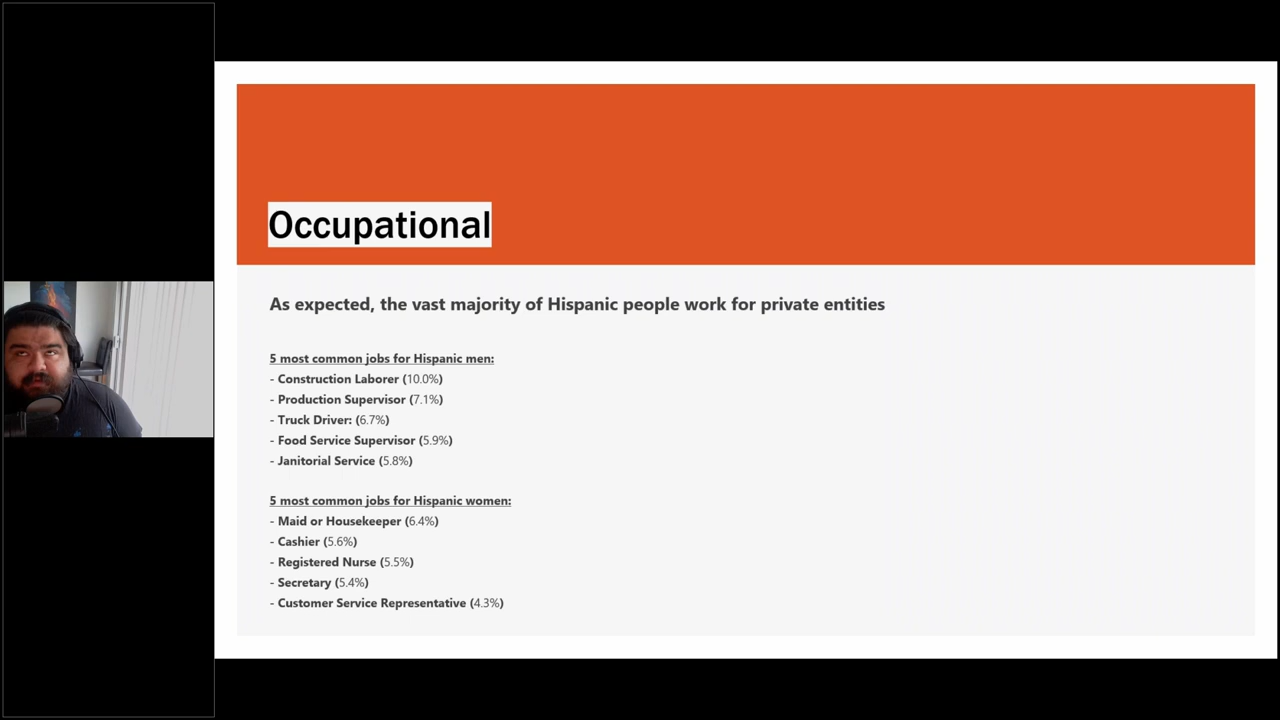 Occupational
As expected, the vast majority of Hispanic people work for private entities
5 most common jobs for Hispanic men:
- Construction Laborer (10.0%)
- Production Supervisor (7.1%)
- Truck Driver: (6.7%)
- Food Service Supervisor (5.9%)
- Janitorial Service (5.8%)
5 most common jobs for Hispanic women:
- Maid or Housekeeper (6.4%)
- Cashier (5.6%)
- Registered Nurse (5.5%)
- Secretary (5.4%)
- Customer Service Representative (4.3%)